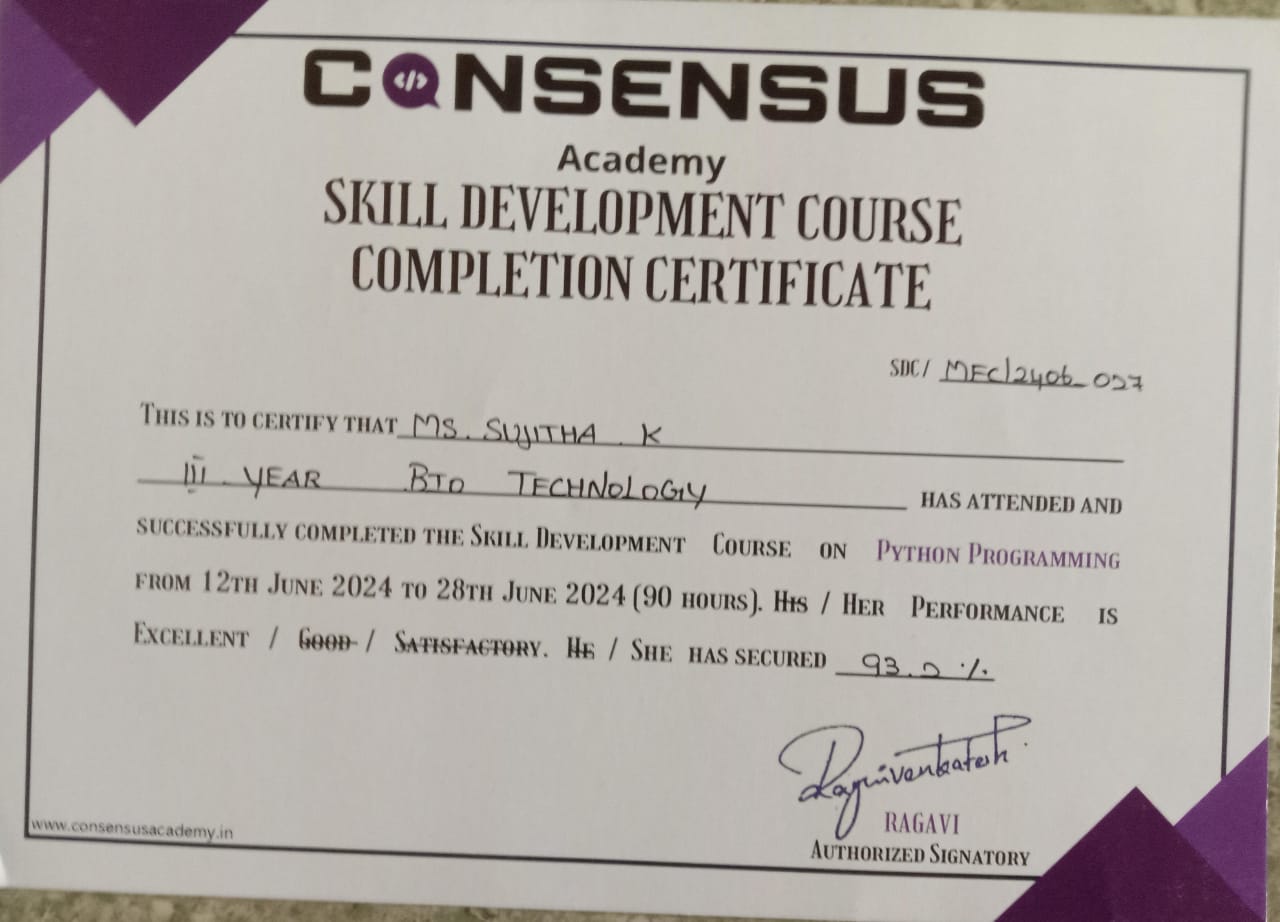 CONSENSUS
Academy
SKILL DEVELOPMENT COURSE
COMPLETION CERTIFICATE
SDC/ MEC/2406_027
THIS IS TO CERTIFY THAT MS. SUJITHA . K
III . YEAR BIO TECHNOLOGY HAS ATTENDED AND
SUCCESSFULLY COMPLETED THE SKILL DEVELOPMENT COURSE ON PYTHON PROGRAMMING
FROM 12TH JUNE 2024 TO 28TH JUNE 2024 (90 HOURS). HIS / HER PERFORMANCE IS
EXCELLENT / GOOD / SATISFACTORY. HE / SHE HAS SECURED 93.0 %
RAGAVI
AUTHORIZED SIGNATORY
www.consensusacademy.in